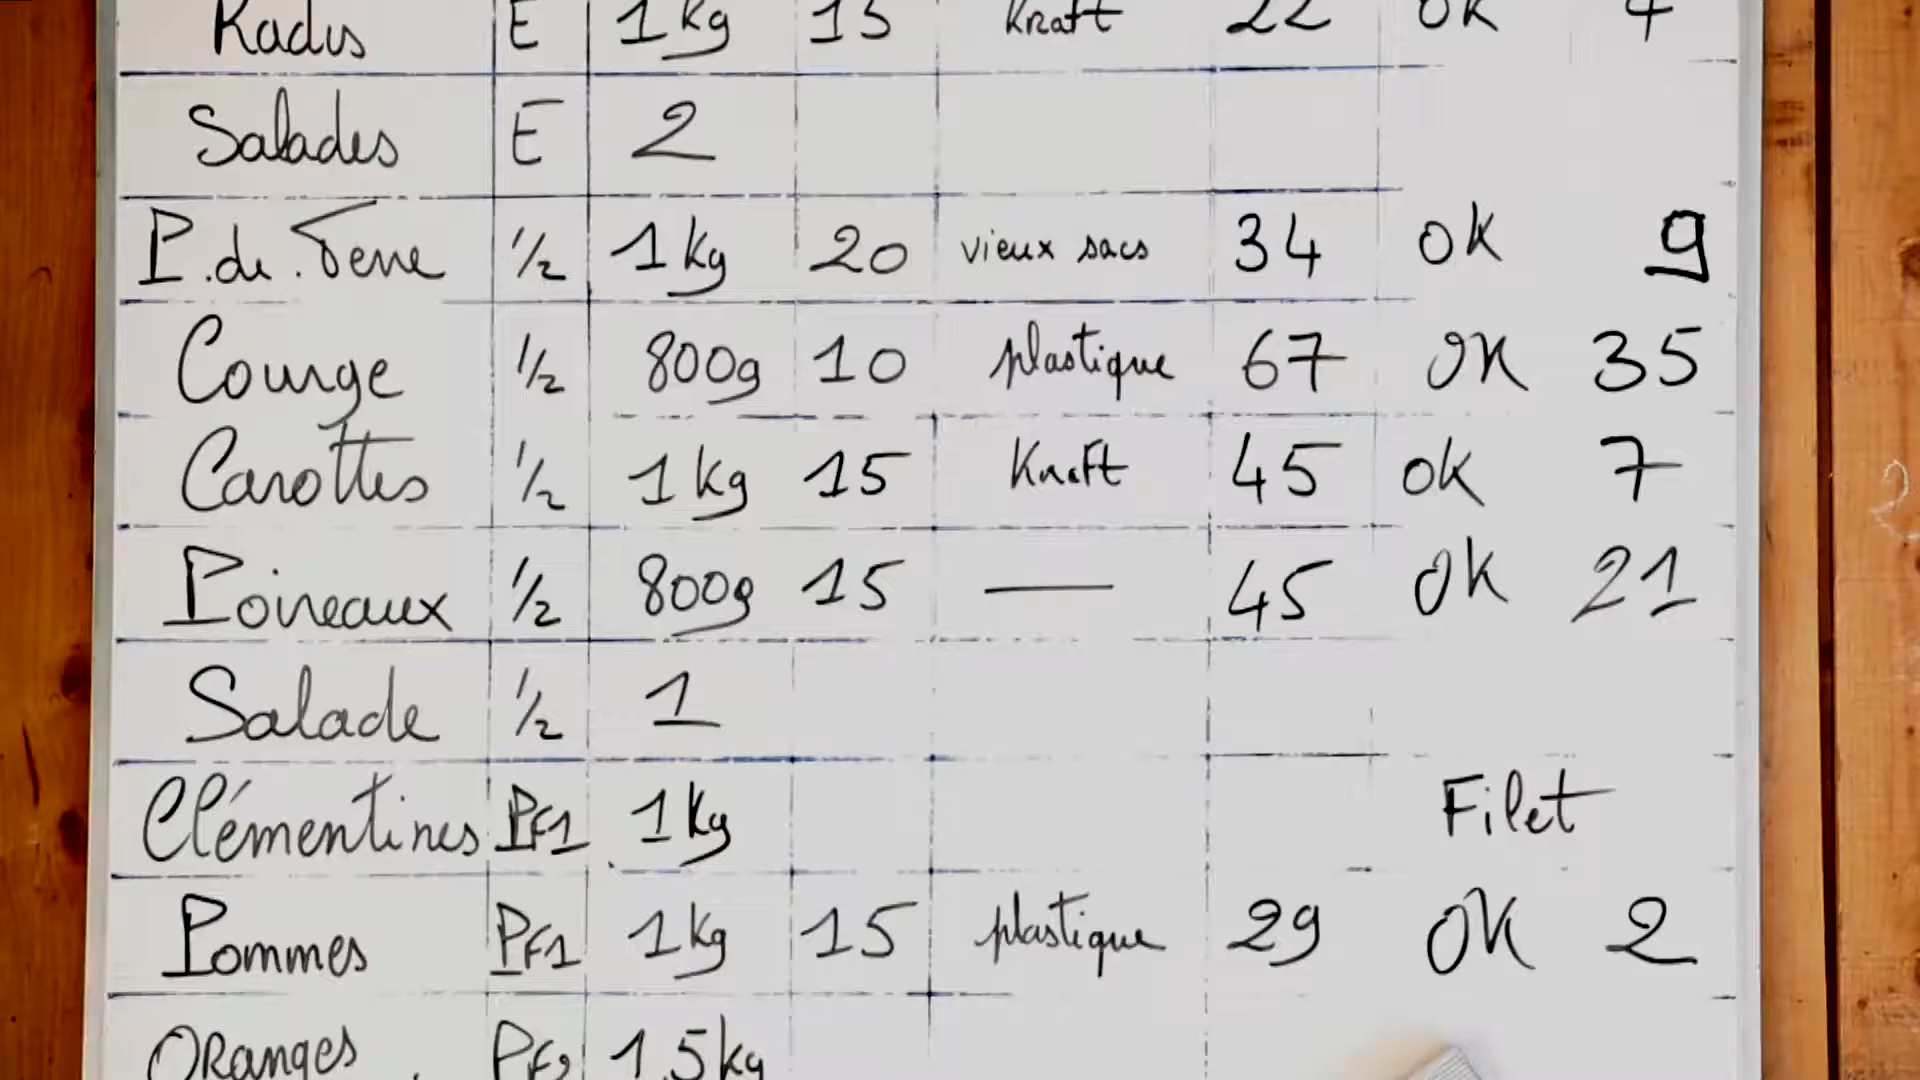 Radis E 1Kg 15 Kraft 22 OK
Salades E 2
P.de.Terre 1/2 1Kg 20 vieux sacs 34 OK 9
Courge 1/2 800g 10 plastique 67 OK 35
Carottes 1/2 1Kg 15 Kraft 45 OK 7
Poireaux 1/2 800g 15 — 45 OK 21
Salade 1/2 1
Clémentines PF1 1Kg Filet
Pommes PF1 1Kg 15 plastique 29 OK 2
Oranges 1,5kg